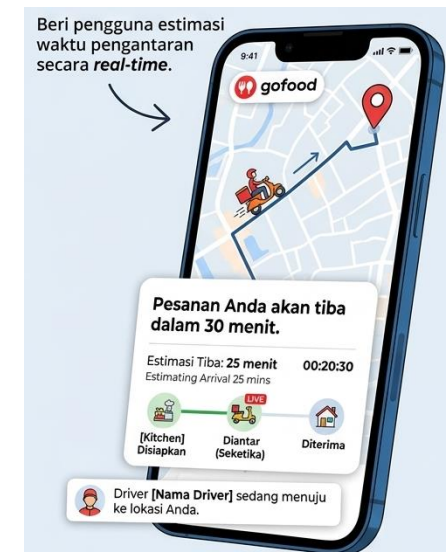 Beri pengguna estimasi
waktu pengantaran
secara real-time.
9:41
gofood
Pesanan Anda akan tiba
dalam 30 menit.
Estimasi Tiba: 25 menit 00:20:30
Estimating Arrival 25 mins
LIVE
[Kitchen] Diantar Diterima
Disiapkan (Seketika)
Driver [Nama Driver] sedang menuju
ke lokasi Anda.